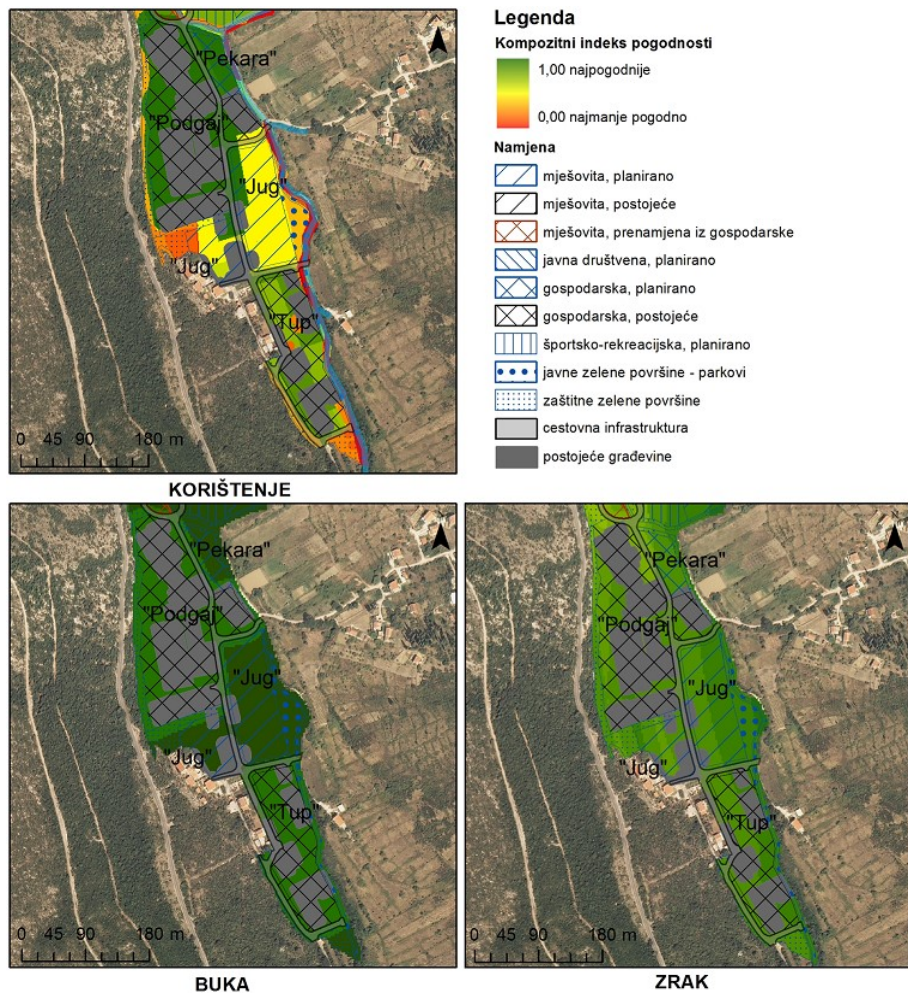 "Pekara"
"Podgaj"
"Jug"
"Jug"
"Tup"
0 45 90 180 m
KORIŠTENJE
Legenda
Kompozitni indeks pogodnosti
1,00 najpogodnije
0,00 najmanje pogodno
Namjena
mješovita, planirano
mješovita, postojeće
mješovita, prenamjena iz gospodarske
javna društvena, planirano
gospodarska, planirano
gospodarska, postojeće
športsko-rekreacijska, planirano
javne zelene površine - parkovi
zaštitne zelene površine
cestovna infrastruktura
postojeće građevine
"Pekara"
"Podgaj"
"Jug"
"Jug"
"Tup"
0 45 90 180 m
BUKA
"Pekara"
"Podgaj"
"Jug"
"Jug"
"Tup"
0 45 90 180 m
ZRAK